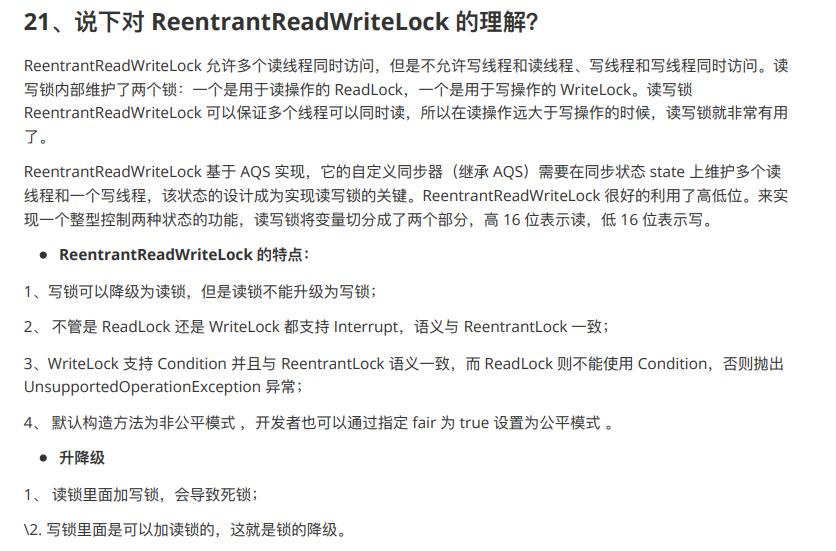 21、说下对 ReentrantReadWriteLock 的理解？
ReentrantReadWriteLock 允许多个读线程同时访问，但是不允许写线程和读线程、写线程和写线程同时访问。读
写锁内部维护了两个锁：一个是用于读操作的 ReadLock，一个是用于写操作的 WriteLock。读写锁
ReentrantReadWriteLock 可以保证多个线程可以同时读，所以在读操作远大于写操作的时候，读写锁就非常有用
了。
ReentrantReadWriteLock 基于 AQS 实现，它的自定义同步器（继承 AQS）需要在同步状态 state 上维护多个读
线程和一个写线程，该状态的设计成为实现读写锁的关键。ReentrantReadWriteLock 很好的利用了高低位。来实
现一个整型控制两种状态的功能，读写锁将变量切分成了两个部分，高 16 位表示读，低 16 位表示写。
● ReentrantReadWriteLock 的特点：
1、写锁可以降级为读锁，但是读锁不能升级为写锁；
2、 不管是 ReadLock 还是 WriteLock 都支持 Interrupt，语义与 ReentrantLock 一致；
3、WriteLock 支持 Condition 并且与 ReentrantLock 语义一致，而 ReadLock 则不能使用 Condition，否则抛出
UnsupportedOperationException 异常；
4、 默认构造方法为非公平模式 ，开发者也可以通过指定 fair 为 true 设置为公平模式 。
● 升降级
1、 读锁里面加写锁，会导致死锁；
\2. 写锁里面是可以加读锁的，这就是锁的降级。